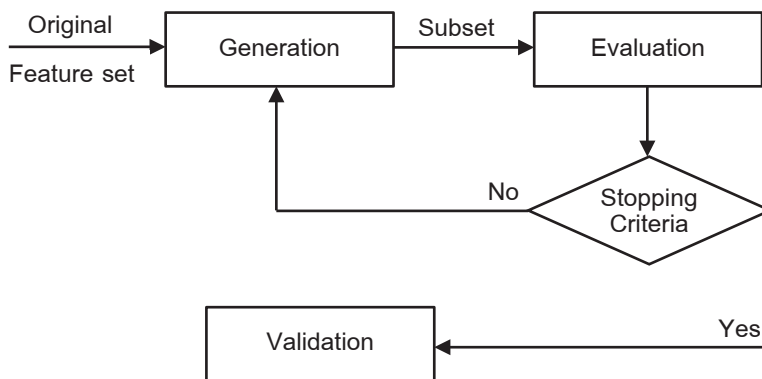 Original
Feature set
Generation
Subset
Evaluation
No
Stopping
Criteria
Validation
Yes